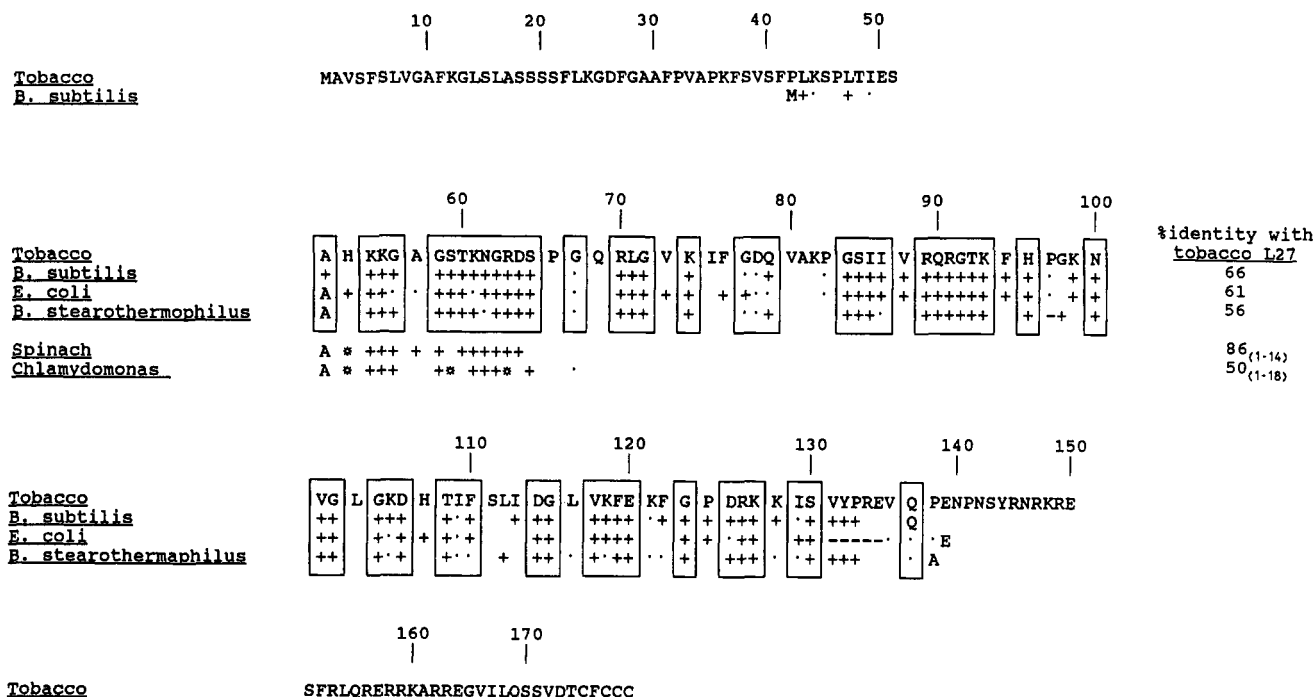 10 20 30 40 50
Tobacco MAVSFSLVGAFKGLSLASSSSFLKGDFGAAFPVAPKFSVSFPLKSPLTIES
B. subtilis M+· + ·
60 70 80 90 100
%identity with
Tobacco A H KKG A GSTKNGRDS P G Q RLG V K IF GDQ VAKP GSII V RQRGTK F H PGK N tobacco L27
B. subtilis + +++ +++++++++ · +++ + ·· · ++++ + ++++++ + + · + + 66
E. coli A + ++· · ++++·++++ · +++ + + + +·· · ++++ + ++++++ + + · + + 61
B. stearothermophilus A +++ ++++·++++ · +++ + ··+ +++· ++++++ + -+ + 56
Spinach A * +++ + + ++++++ 86(1-14)
Chlamydomonas A * +++ +* +++* + · 50(1-18)
110 120 130 140 150
Tobacco VG L GKD H TIF SLI DG L VKFE KF G P DRK K IS VYPREV Q PENPNSYRNRKRE
B. subtilis ++ +++ +·+ + ++ ++++ ·+ + + +++ + ·+ +++ Q
E. coli ++ +·+ + +·+ ++ ++++ + + ·++ ++ -----· · ·E
B. stearothermaphilus ++ +·+ +·· + ++ · +·++ ·· + +++ · ·+ +++ · A
160 170
Tobacco SFRLQRERRKARREGVILQSSVDTCFCCC